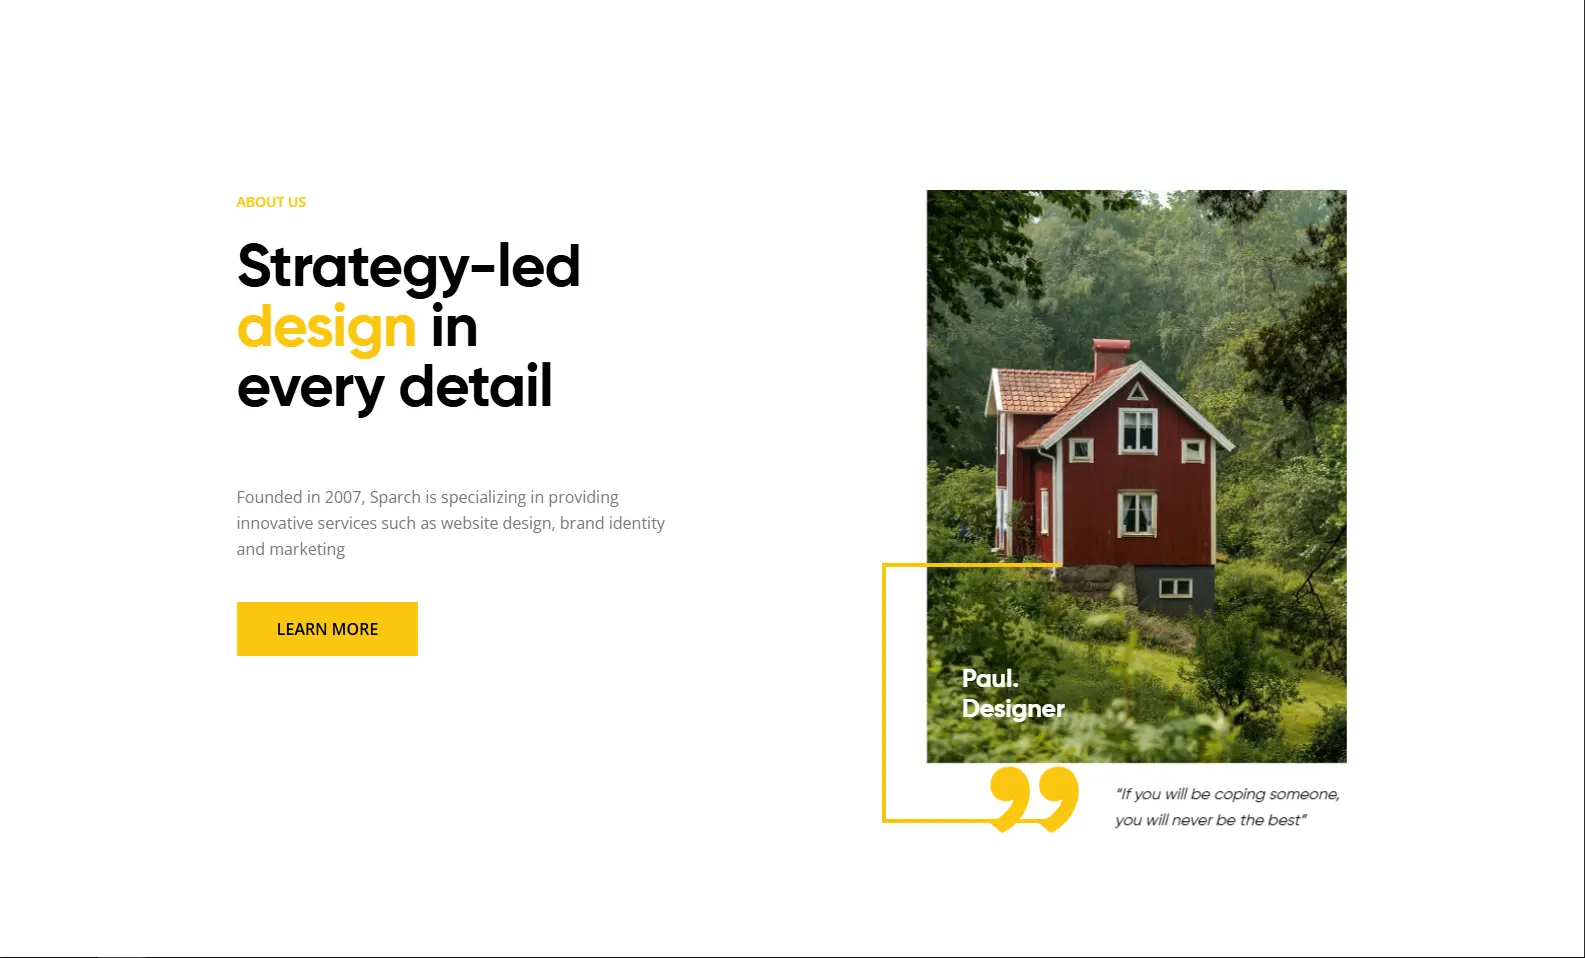 ABOUT US
Strategy-led
design in
every detail
Founded in 2007, Sparch is specializing in providing
innovative services such as website design, brand identity
and marketing
LEARN MORE
Paul.
Designer
"If you will be coping someone,
you will never be the best"